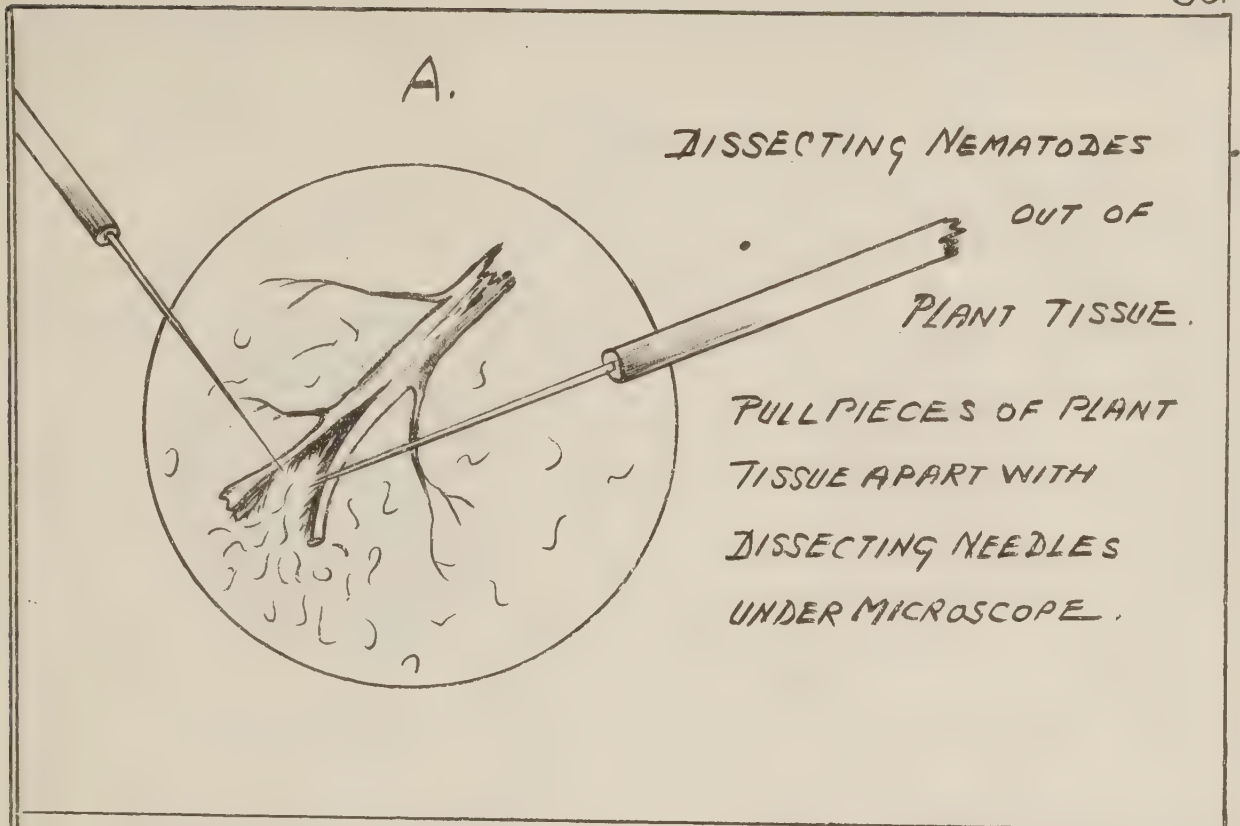 A.
DISSECTING NEMATODES
OUT OF
PLANT TISSUE.
PULL PIECES OF PLANT
TISSUE APART WITH
DISSECTING NEEDLES
UNDER MICROSCOPE.